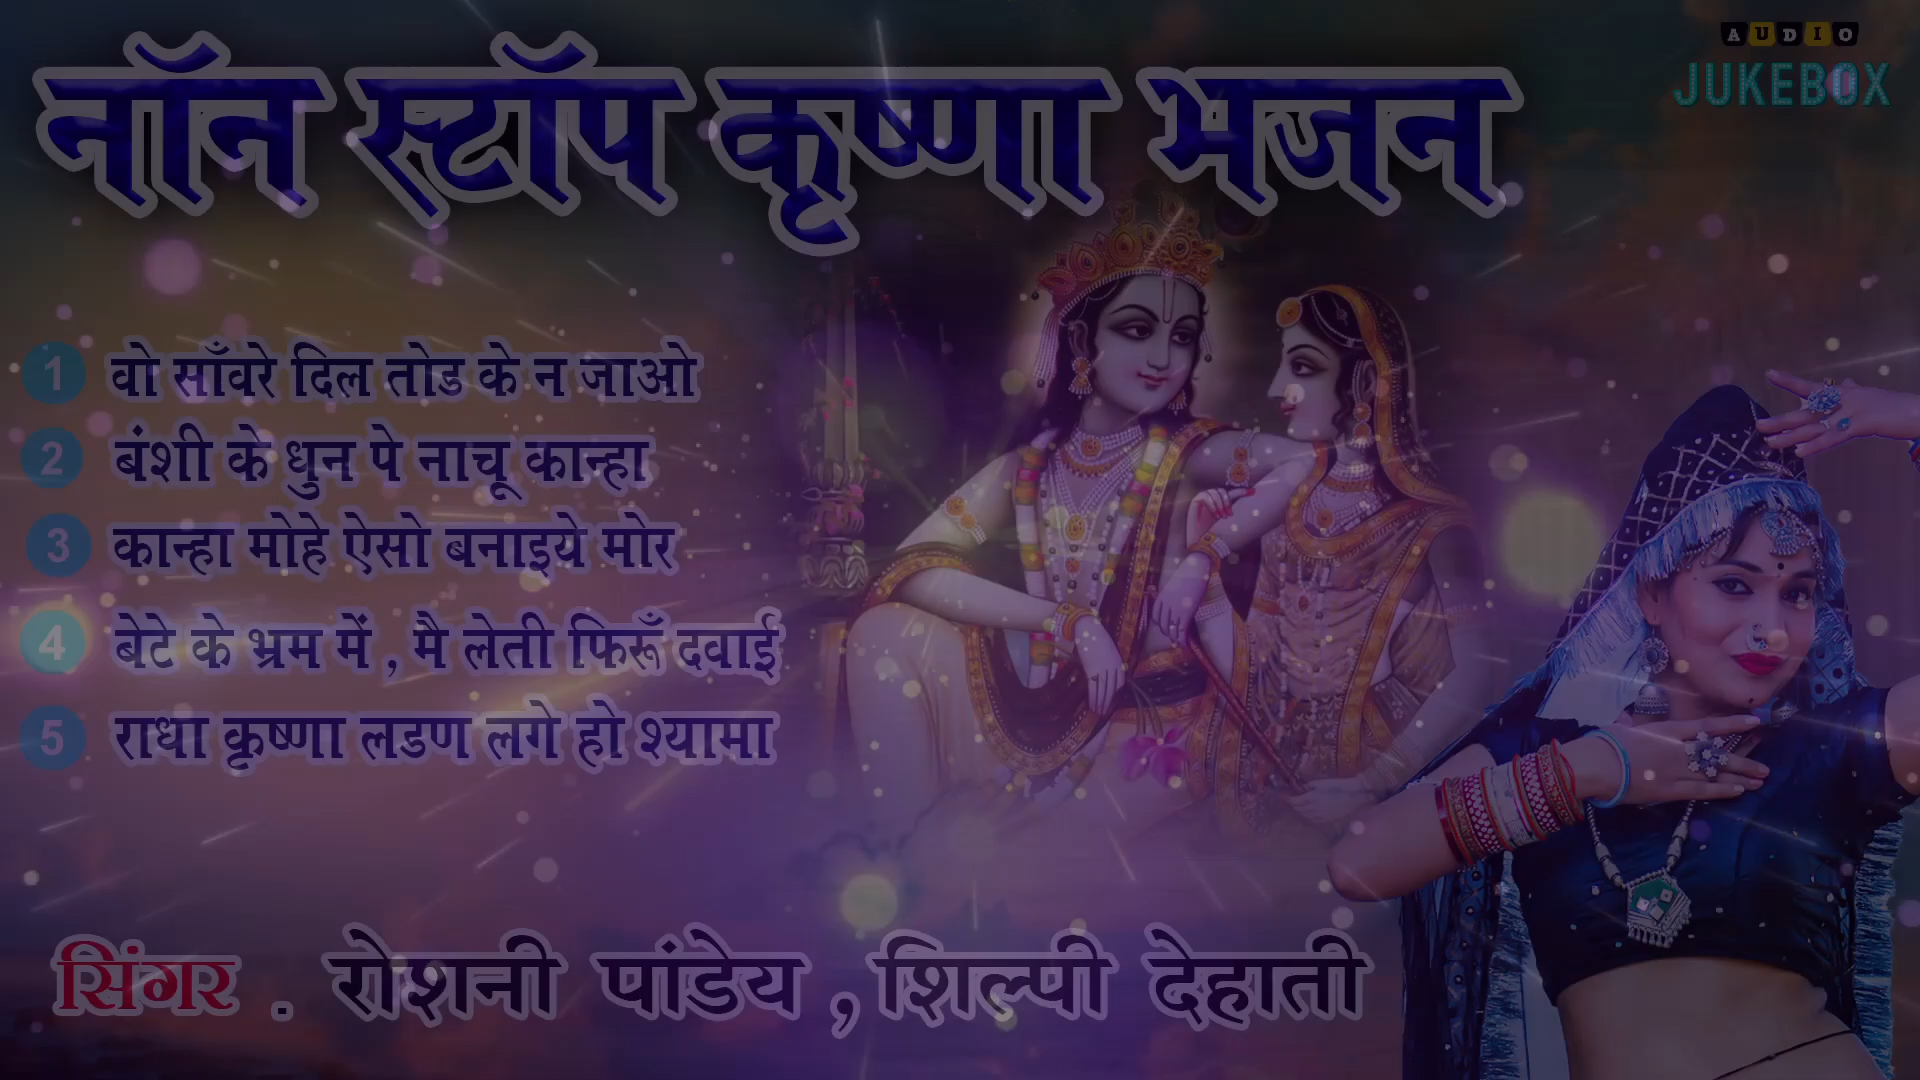 नॉन स्टॉप कृष्णा भजन
AUDIO
JUKEBOX
1 वो साँवरे दिल तोड के न जाओ
2 बंशी के धुन पे नाचू कान्हा
3 कान्हा मोहे ऐसो बनाइये मोर
4 बेटे के भ्रम में , मै लेती फिरूँ दवाई
5 राधा कृष्णा लडण लगे हो श्यामा
सिंगर . रोशनी पांडेय , शिल्पी देहाती